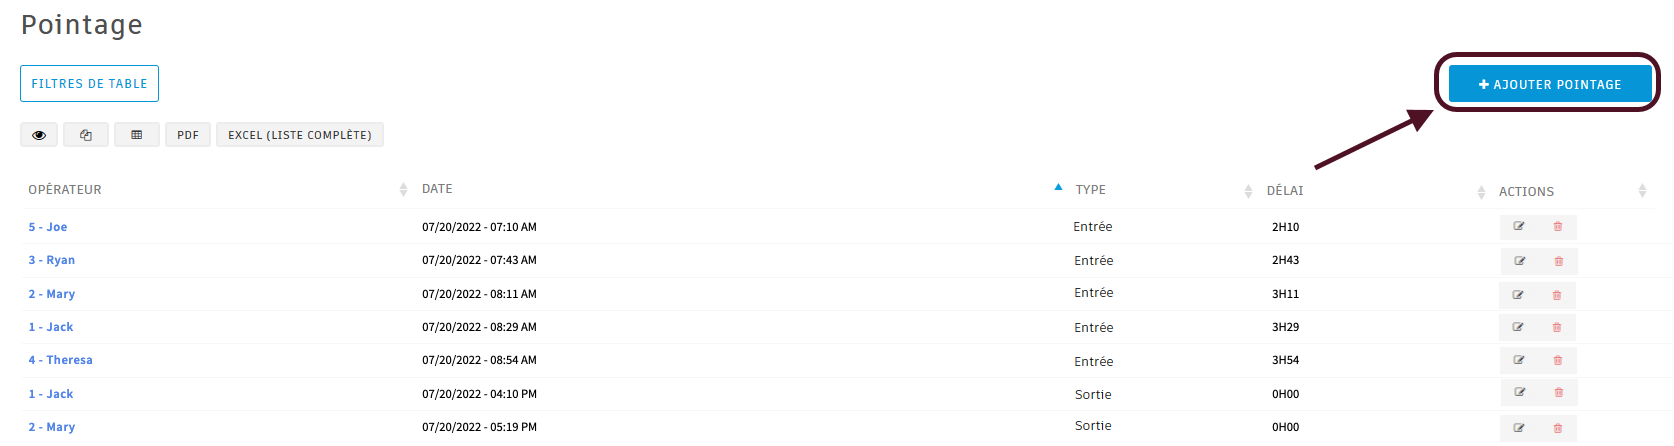 Pointage
FILTRES DE TABLE
AJOUTER POINTAGE
PDF EXCEL (LISTE COMPLÈTE)
OPÉRATEUR DATE TYPE DÉLAI ACTIONS
5 - Joe 07/20/2022 - 07:10 AM Entrée 2H10
3 - Ryan 07/20/2022 - 07:43 AM Entrée 2H43
2 - Mary 07/20/2022 - 08:11 AM Entrée 3H11
1 - Jack 07/20/2022 - 08:29 AM Entrée 3H29
4 - Theresa 07/20/2022 - 08:54 AM Entrée 3H54
1 - Jack 07/20/2022 - 04:10 PM Sortie 0H00
2 - Mary 07/20/2022 - 05:19 PM Sortie 0H00